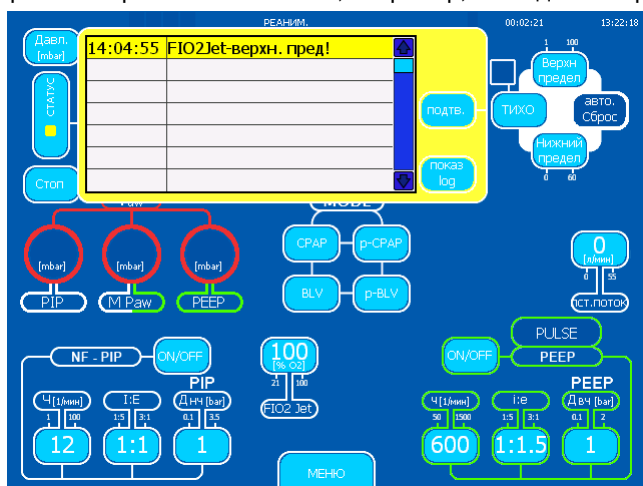 РЕАНИМ.
00:02:21
13:22:18
Давл.
[mbar]
14:04:55 FIO2Jet-верхн. пред!
СТАТУС
Стоп
подтв.
показ
log
1 100
Верхн
предел
ТИХО
авто.
Сброс
Нижний
предел
0 60
MODE
[mbar]
[mbar]
[mbar]
PIP
M Paw
PEEP
CPAP
p-CPAP
BLV
p-BLV
0
[л/мин]
0 55
пст.поток
NF - PIP
ON/OFF
PIP
Ч[1/мин]
I:E
Д НЧ [bar]
1 100
1:5 3:1
0.1 3.5
12
1:1
1
100
[% O2]
21 100
FIO2 Jet
МЕНЮ
PULSE
ON/OFF
PEEP
PEEP
Ч[1/мин]
i:e
Д ВЧ [bar]
50 1500
1:5 3:1
0.1 2
600
1:1.5
1